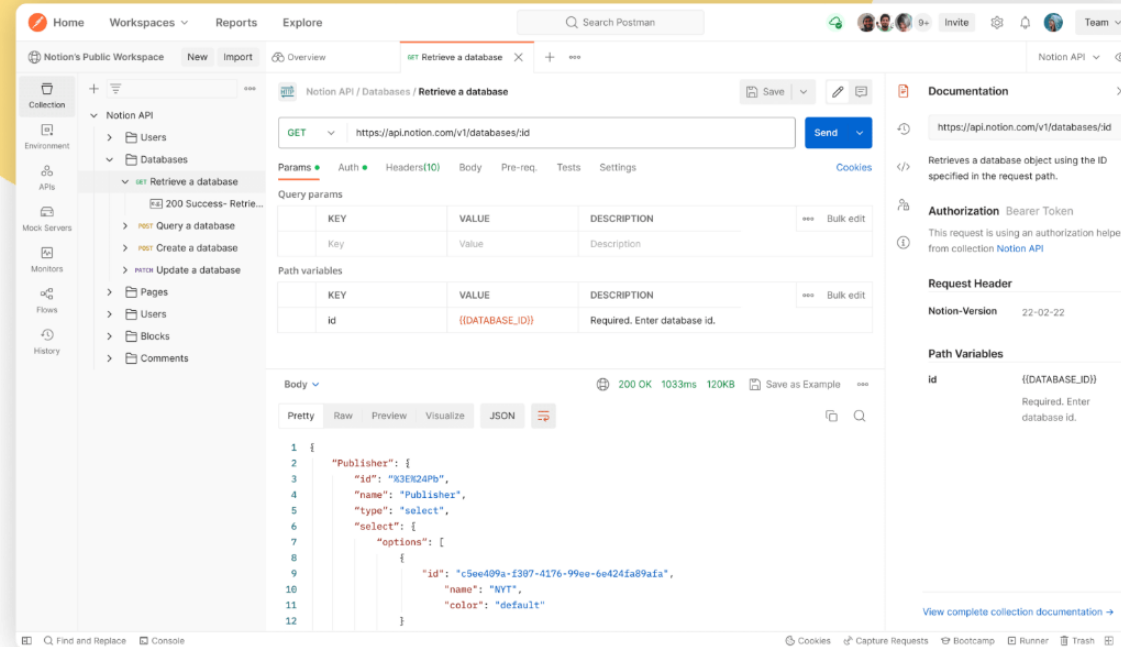 Home Workspaces Reports Explore Search Postman 9+ Invite Team
Notion's Public Workspace New Import Overview GET Retrieve a database Notion API
Collection
Environment
APIs
Mock Servers
Monitors
Flows
History
Notion API
Users
Databases
GET Retrieve a database
200 Success- Retrie...
POST Query a database
POST Create a database
PATCH Update a database
Pages
Users
Blocks
Comments
HTTP Notion API / Databases / Retrieve a database Save
GET https://api.notion.com/v1/databases/:id Send
Params Auth Headers(10) Body Pre-req. Tests Settings Cookies
Query params
KEY VALUE DESCRIPTION Bulk edit
Key Value Description
Path variables
KEY VALUE DESCRIPTION Bulk edit
id {{DATABASE_ID}} Required. Enter database id.
Body 200 OK 1033ms 120KB Save as Example
Pretty Raw Preview Visualize JSON
1 {
2 "Publisher": {
3 "id": "%3E%24Pb",
4 "name": "Publisher",
5 "type": "select",
6 "select": {
7 "options": [
8 {
9 "id": "c5ee409a-f307-4176-99ee-6e424fa89afa",
10 "name": "NYT",
11 "color": "default"
12 }
Documentation
https://api.notion.com/v1/databases/:id
Retrieves a database object using the ID
specified in the request path.
Authorization Bearer Token
This request is using an authorization helpe
from collection Notion API
Request Header
Notion-Version 22-02-22
Path Variables
id {{DATABASE_ID}}
Required. Enter
database id.
View complete collection documentation →
Find and Replace Console Cookies Capture Requests Bootcamp Runner Trash